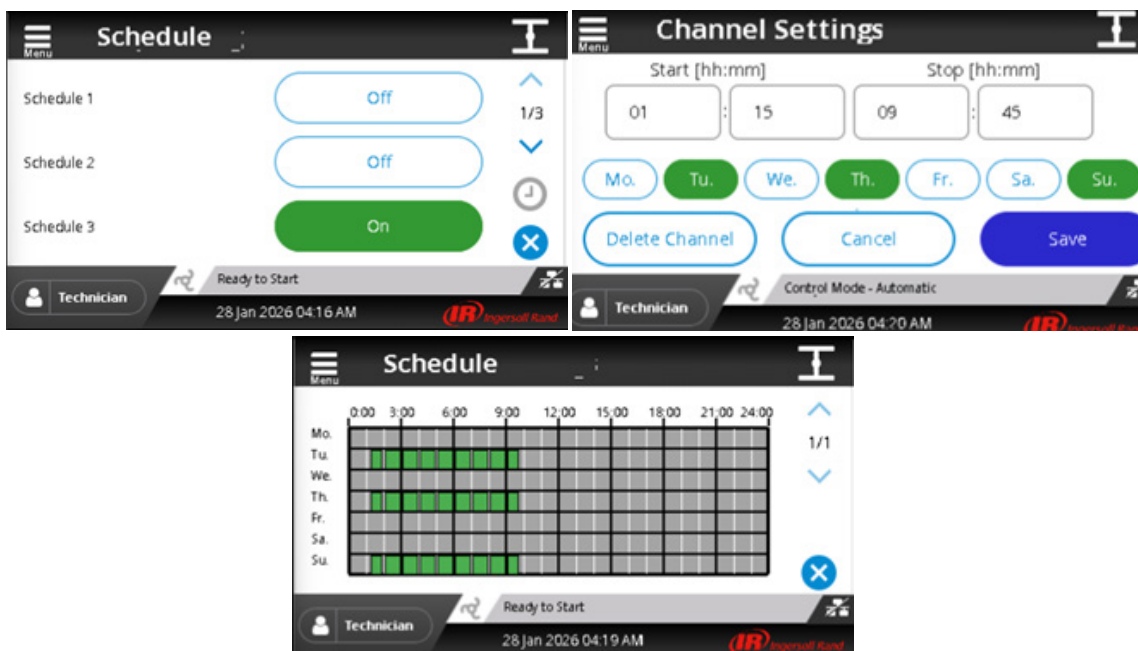 Schedule
Menu
Schedule 1
Off
1/3
Schedule 2
Off
Schedule 3
On
Ready to Start
Technician
28 Jan 2026 04:16 AM
IR Ingersoll Rand
Channel Settings
Menu
Start [hh:mm]
Stop [hh:mm]
01 : 15
09 : 45
Mo. Tu. We. Th. Fr. Sa. Su.
Delete Channel Cancel Save
Control Mode - Automatic
Technician
28 Jan 2026 04:20 AM
IR Ingersoll Rand
Schedule
Menu
0:00 3:00 6:00 9:00 12:00 15:00 18:00 21:00 24:00
Mo.
1/1
Tu.
We.
Th.
Fr.
Sa.
Su.
Ready to Start
Technician
28 Jan 2026 04:19 AM
IR Ingersoll Rand